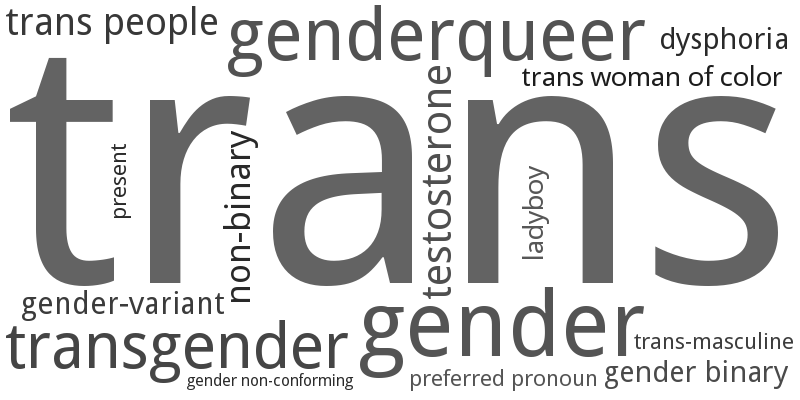 trans people
genderqueer
dysphoria
trans woman of color
trans
present
non-binary
testosterone
ladyboy
gender-variant
gender
transgender
trans-masculine
gender non-conforming
preferred pronoun
gender binary